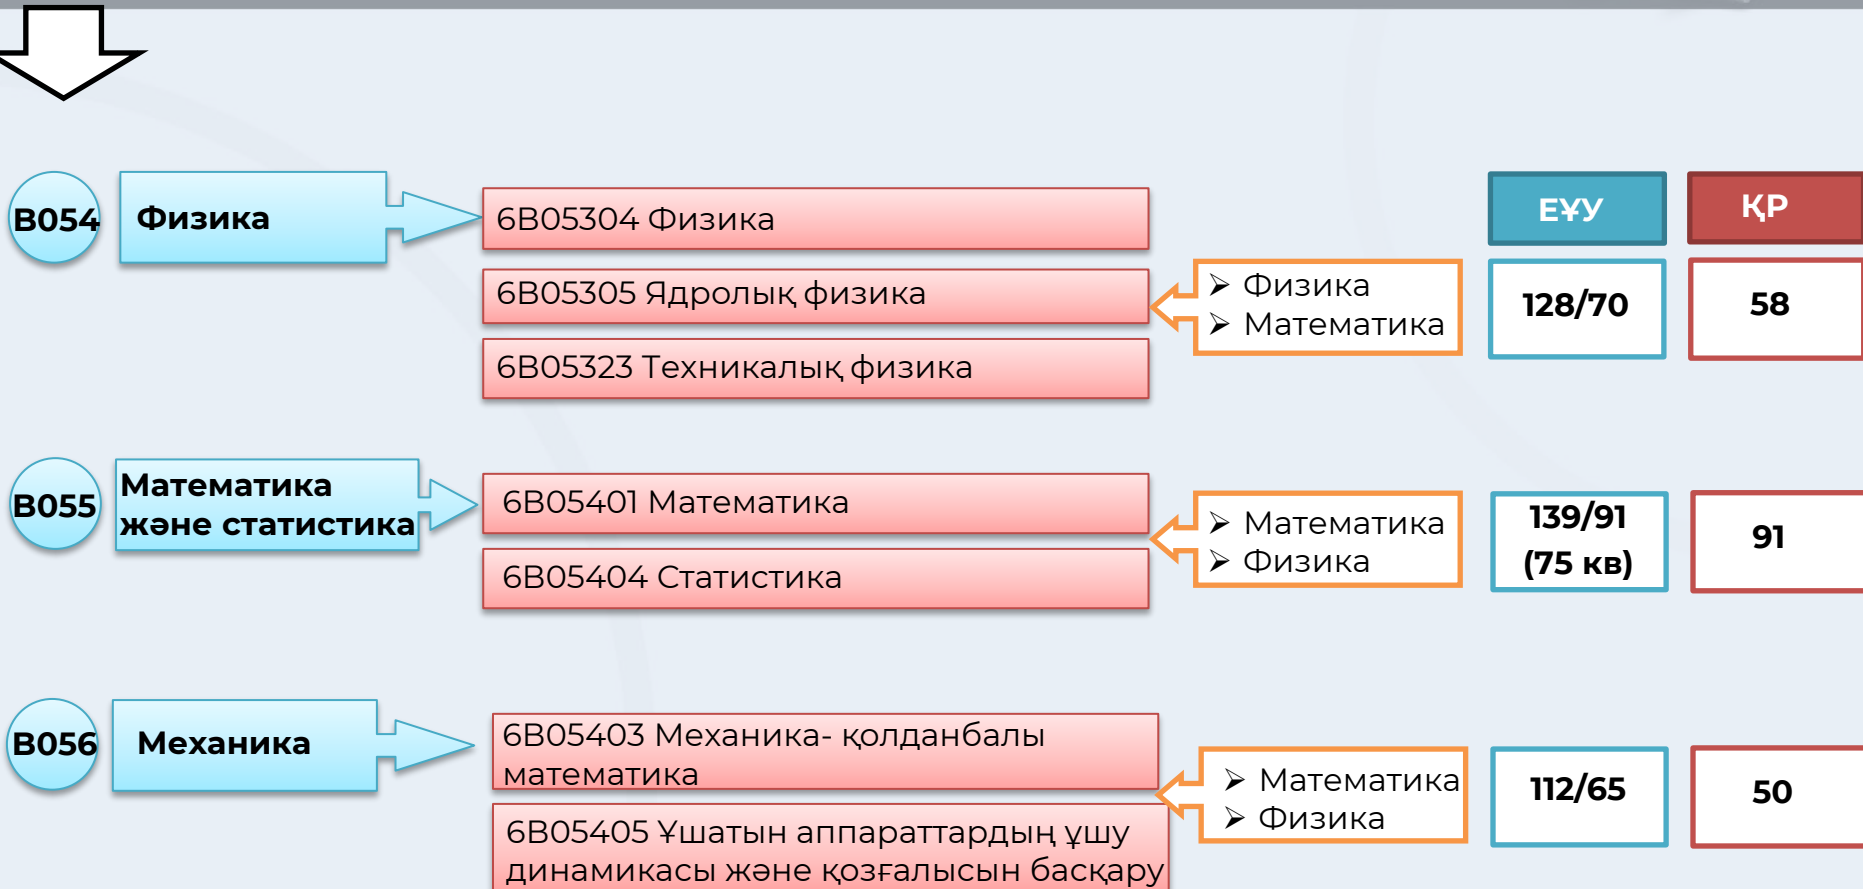 ЕҰУ
ҚР
B054
Физика
6B05304 Физика
6B05305 Ядролық физика
6B05323 Техникалық физика
➢ Физика
➢ Математика
128/70
58
B055
Математика
және статистика
6B05401 Математика
6B05404 Статистика
➢ Математика
➢ Физика
139/91
(75 кв)
91
B056
Механика
6B05403 Механика- қолданбалы
математика
6B05405 Ұшатын аппараттардың ұшу
динамикасы және қозғалысын басқару
➢ Математика
➢ Физика
112/65
50